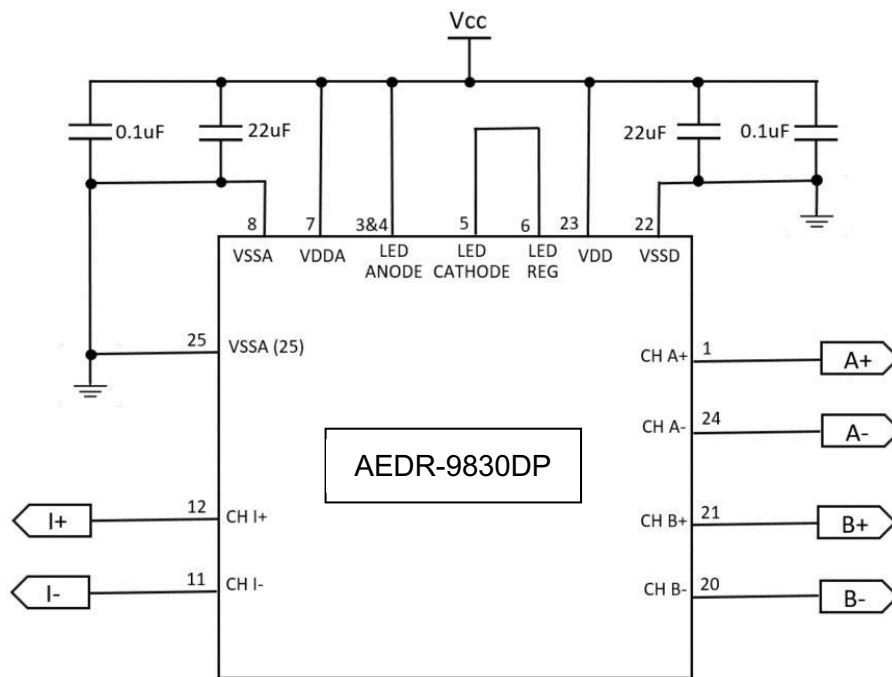 Vcc
0.1uF 22uF 22uF 0.1uF
8 7 3&4 5 6 23 22
VSSA VDDA LED LED LED VDD VSSD
ANODE CATHODE REG
25 VSSA (25)
CH A+ 1 A+
CH A- 24 A-
AEDR-9830DP
I+ 12 CH I+
CH B+ 21 B+
I- 11 CH I-
CH B- 20 B-